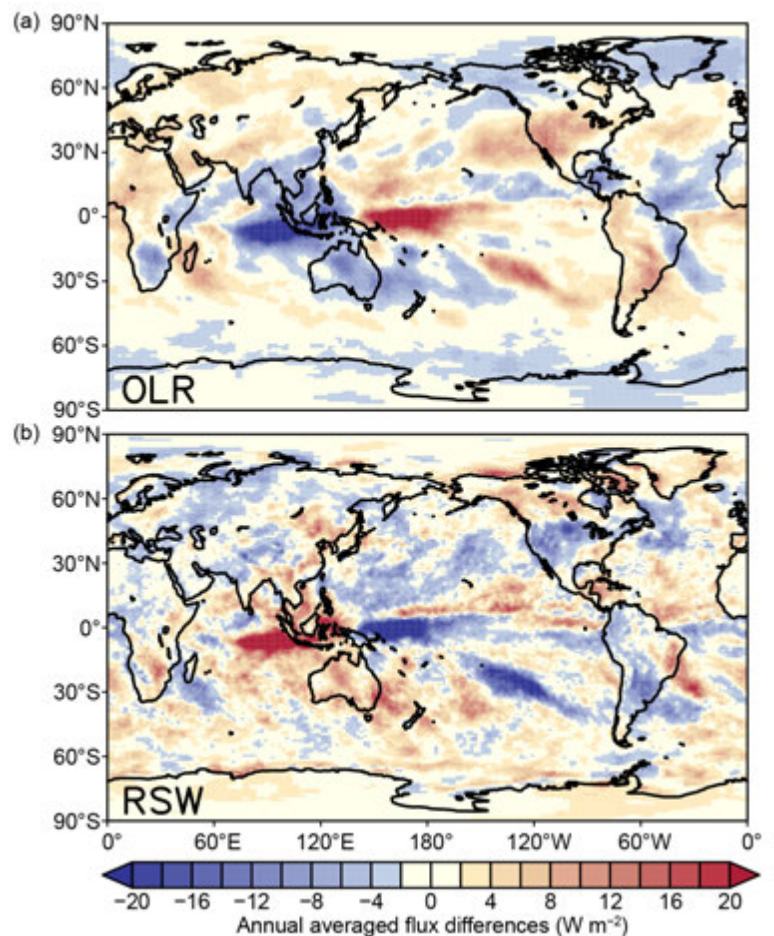 (a)
90°N
60°N
30°N
0°
30°S
60°S
90°S
OLR
(b)
90°N
60°N
30°N
0°
30°S
60°S
90°S
RSW
0° 60°E 120°E 180° 120°W 60°W 0°
−20 −16 −12 −8 −4 0 4 8 12 16 20
Annual averaged flux differences (W m⁻²)